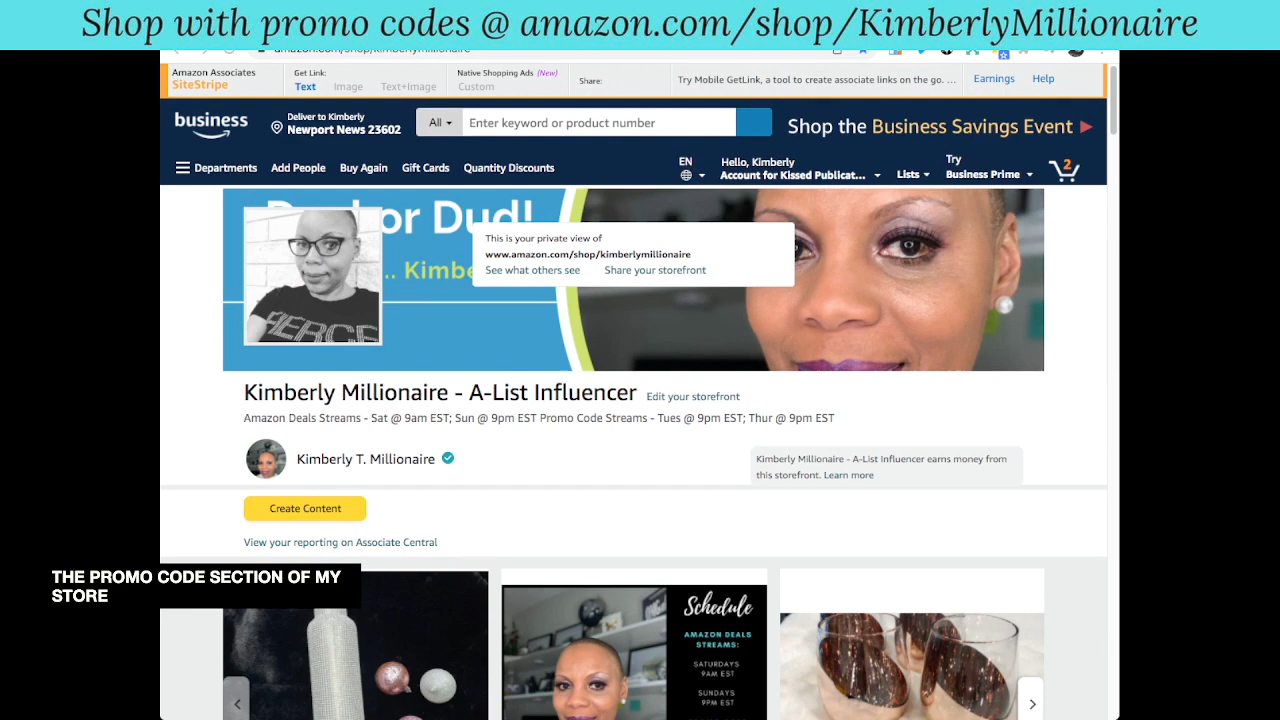 Shop with promo codes @ amazon.com/shop/KimberlyMillionaire
amazon.com/shop/kimberlymillionaire
Amazon Associates
SiteStripe
Get Link:
Text Image Text+Image
Native Shopping Ads (New)
Custom
Share:
Try Mobile GetLink, a tool to create associate links on the go. ...
Earnings
Help
business
Deliver to Kimberly
Newport News 23602
All
Enter keyword or product number
Shop the Business Savings Event
Departments Add People Buy Again Gift Cards Quantity Discounts
EN
Hello, Kimberly
Account for Kissed Publicat...
Lists
Try
Business Prime
2
or Dud!
.. Kimbe
FIERCE
This is your private view of
www.amazon.com/shop/kimberlymillionaire
See what others see Share your storefront
Kimberly Millionaire - A-List Influencer Edit your storefront
Amazon Deals Streams - Sat @ 9am EST; Sun @ 9pm EST Promo Code Streams - Tues @ 9pm EST; Thur @ 9pm EST
Kimberly T. Millionaire
Kimberly Millionaire - A-List Influencer earns money from
this storefront. Learn more
Create Content
View your reporting on Associate Central
THE PROMO CODE SECTION OF MY
STORE
Schedule
AMAZON DEALS
STREAMS:
SATURDAYS
9AM EST
SUNDAYS
9PM EST